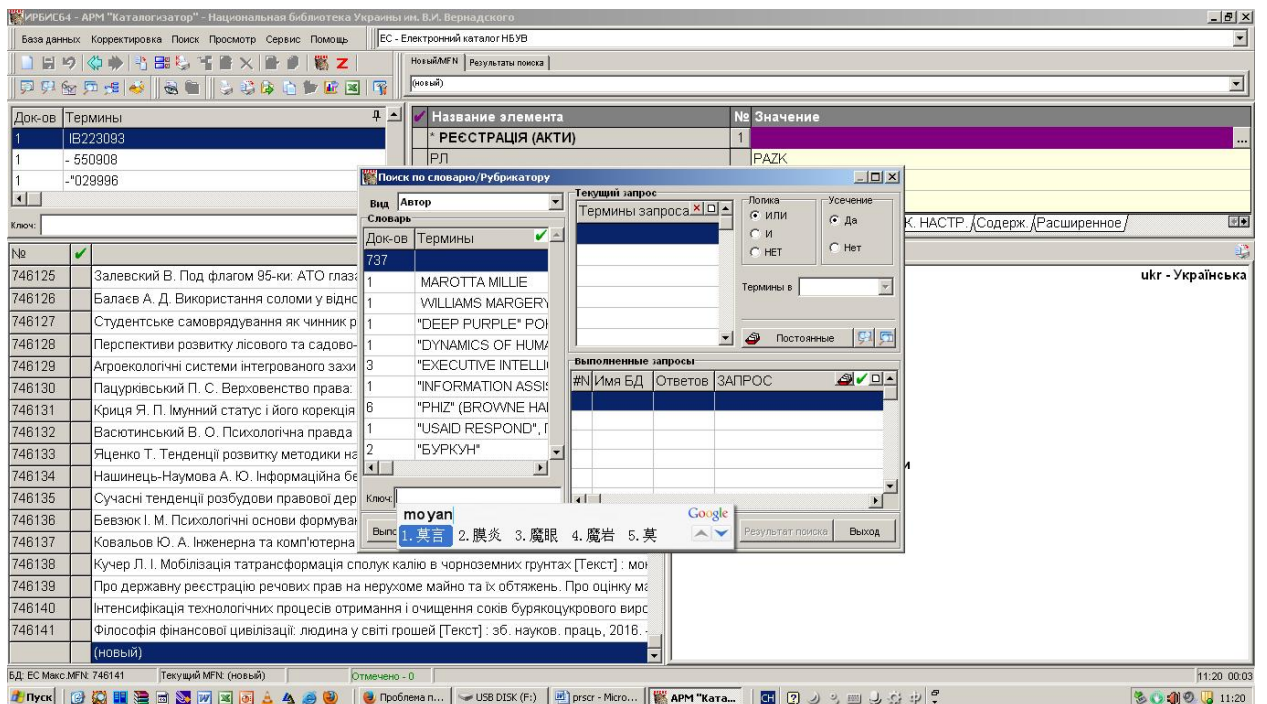 ИРБИС64 - АРМ "Каталогизатор" - Национальная библиотека Украины им. В.И. Вернадского
База данных Корректировка Поиск Просмотр Сервис Помощь
EC - Електронний каталог НБУВ
Новый/MFN Результаты поиска
(новый)
Док-ов Термины
1 IB223093
1 - 550908
1 -"029996
Ключ:
Название элемента № Значение
* РЕЄСТРАЦІЯ (АКТИ) 1 ...
РЛ PAZK
К. НАСТР. Содерж. Расширенное
ukr - Українська
№
746125 Залевский В. Под флагом 95-ки: АТО глаза
746126 Балаєв А. Д. Використання соломи у відно
746127 Студентське самоврядування як чинник р
746128 Перспективи розвитку лісового та садово-
746129 Агроекологічні системи інтегрованого захи
746130 Пацурківський П. С. Верховенство права:
746131 Криця Я. П. Імунний статус і його корекція
746132 Васютинський В. О. Психологічна правда
746133 Яценко Т. Тенденції розвитку методики на
746134 Нашинець-Наумова А. Ю. Інформаційна бе
746135 Сучасні тенденції розбудови правової дер
746136 Бевзюк І. М. Психологічні основи формува
746137 Ковальов Ю. А. Інженерна та комп'ютерна
746138 Кучер Л. І. Мобілізація татрансформація сполук калію в чорноземних грунтах [Текст] : мон
746139 Про державну реєстрацію речових прав на нерухоме майно та їх обтяжень. Про оцінку ма
746140 Інтенсифікація технологічних процесів отримання і очищення соків бурякоцукрового виро
746141 Філософія фінансової цивілізації: людина у світі грошей [Текст] : зб. науков. праць, 2016. -
(новый)
Поиск по словарю/Рубрикатору
Вид Автор
Словарь
Док-ов Термины
737
1 MAROTTA MILLIE
1 WILLIAMS MARGERY
1 "DEEP PURPLE" POP
1 "DYNAMICS OF HUMA
3 "EXECUTIVE INTELLI
1 "INFORMATION ASSIS
6 "PHIZ" (BROWNE HAB
1 "USAID RESPOND", П
2 "БУРКУН"
Ключ:
Текущий запрос
Термины запроса
Логика
ИЛИ
И
НЕТ
Усечение
Да
Нет
Термины в
Постоянные
Выполненные запросы
#N Имя БД Ответов ЗАПРОС
Результат поиска Выход
mo yan Google
1. 莫言 2. 膜炎 3. 魔眼 4. 魔岩 5. 莫
БД: EC Макс.MFN: 746141 Текущий MFN: (новый) Отмечено - 0 11:20 00:03
Пуск Проблема п... USB DISK (F:) prscr - Micro... АРМ "Ката... CH 11:20